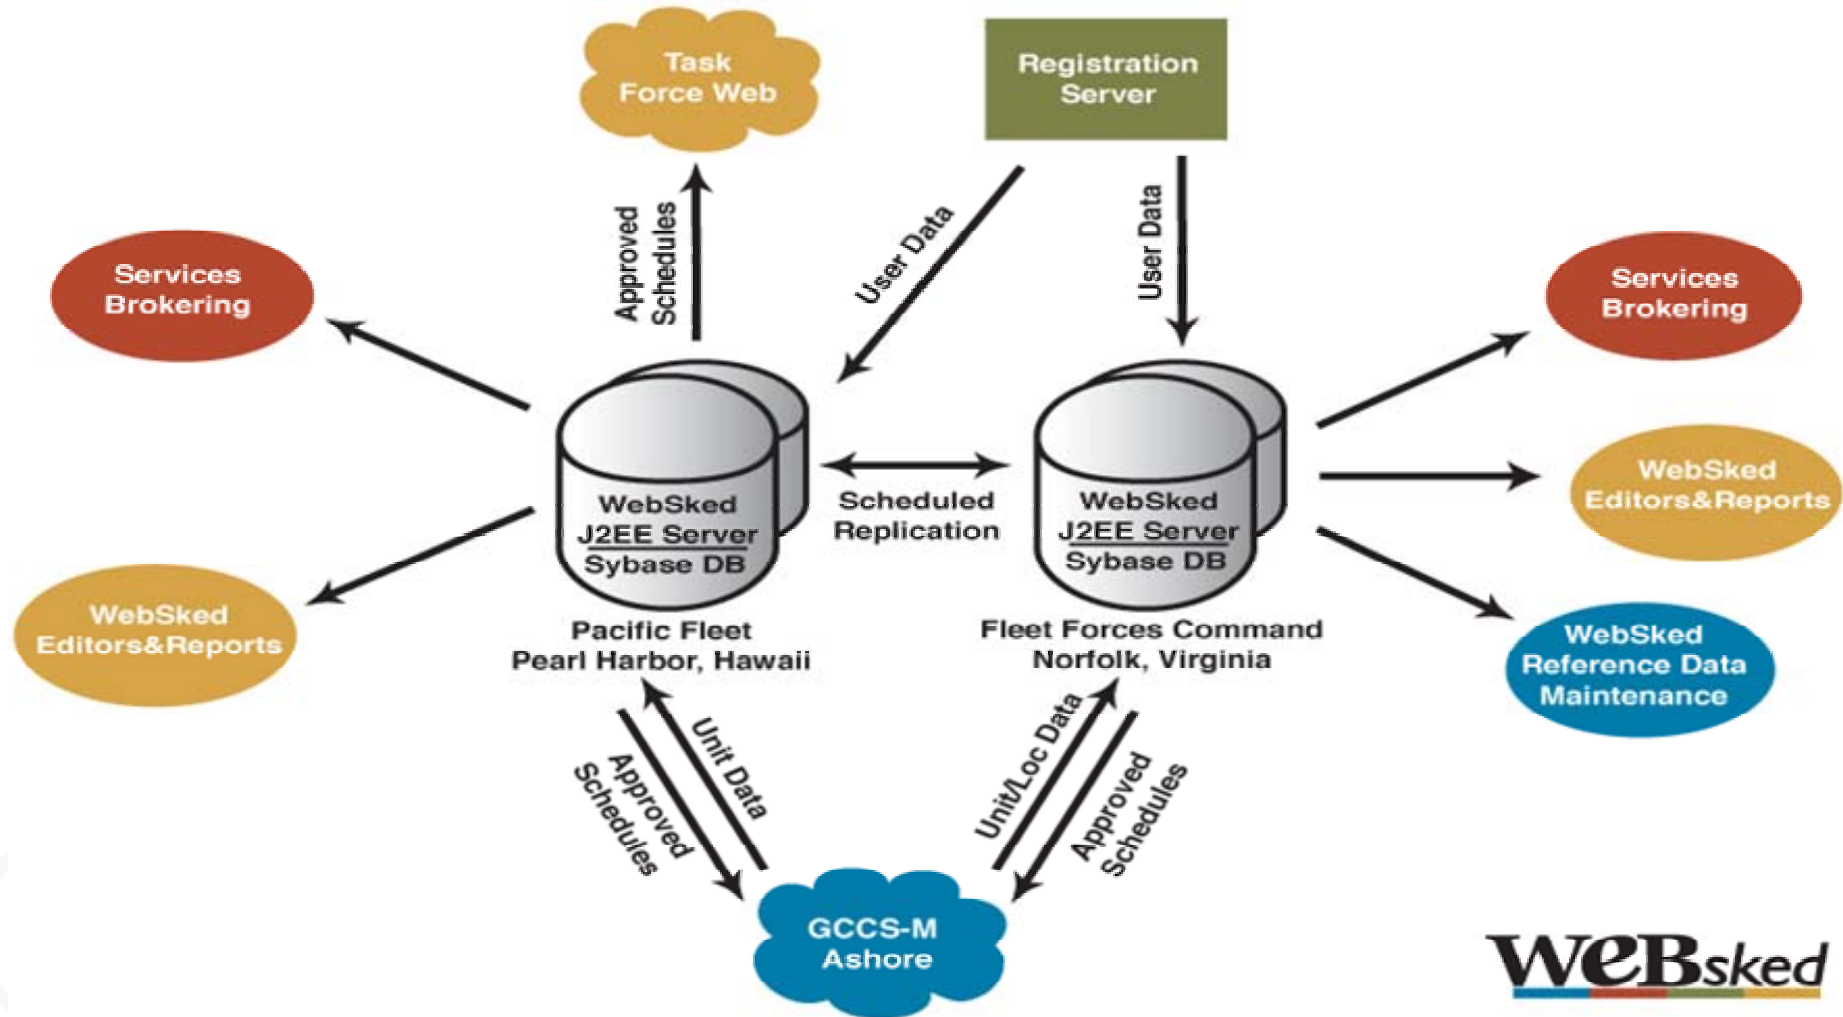 Task
Force Web
Registration
Server
Approved
Schedules
User Data
User Data
Services
Brokering
Services
Brokering
WebSked
J2EE Server
Sybase DB
Scheduled
Replication
WebSked
J2EE Server
Sybase DB
WebSked
Editors&Reports
WebSked
Editors&Reports
Pacific Fleet
Pearl Harbor, Hawaii
Fleet Forces Command
Norfolk, Virginia
WebSked
Reference Data
Maintenance
Approved
Schedules
Unit Data
Unit/Loc Data
Approved
Schedules
GCCS-M
Ashore
WeBsked